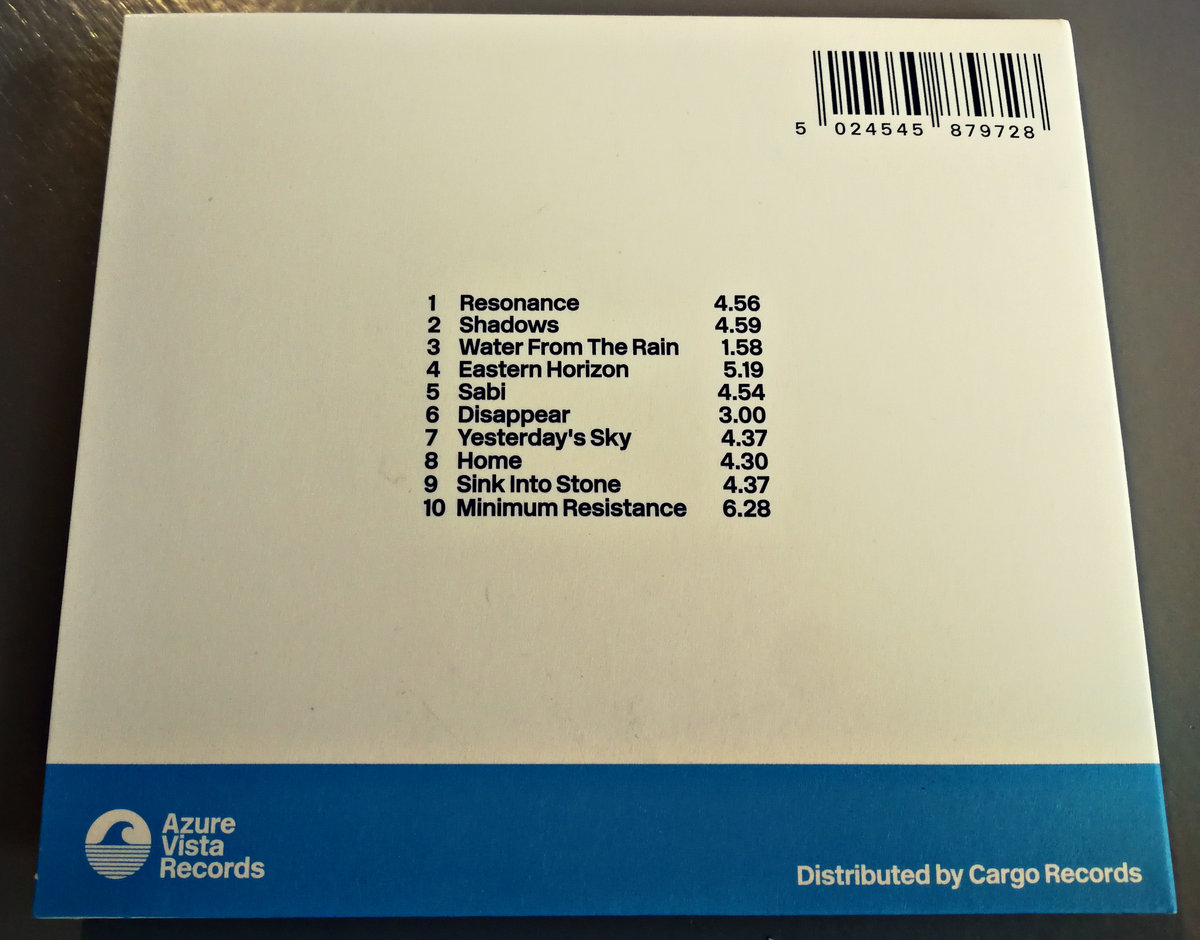 5 024545 879728
1 Resonance 4.56
2 Shadows 4.59
3 Water From The Rain 1.58
4 Eastern Horizon 5.19
5 Sabi 4.54
6 Disappear 3.00
7 Yesterday's Sky 4.37
8 Home 4.30
9 Sink Into Stone 4.37
10 Minimum Resistance 6.28
Azure
Vista
Records
Distributed by Cargo Records